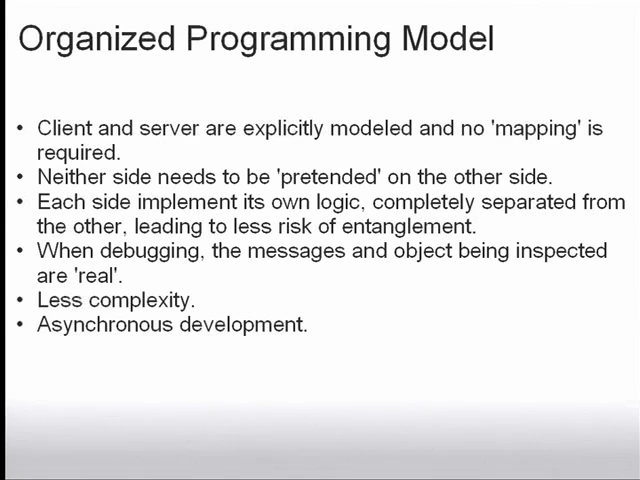 Organized Programming Model
• Client and server are explicitly modeled and no 'mapping' is
required.
• Neither side needs to be 'pretended' on the other side.
• Each side implement its own logic, completely separated from
the other, leading to less risk of entanglement.
• When debugging, the messages and object being inspected
are 'real'.
• Less complexity.
• Asynchronous development.